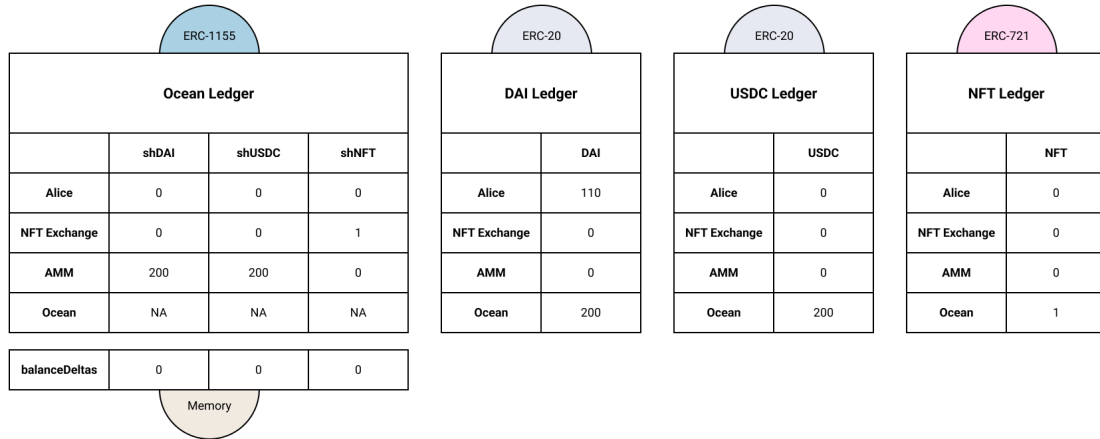 ERC-1155 ERC-20 ERC-20 ERC-721
Ocean Ledger DAI Ledger USDC Ledger NFT Ledger
shDAI shUSDC shNFT DAI USDC NFT
Alice 0 0 0 Alice 110 Alice 0 Alice 0
NFT Exchange 0 0 1 NFT Exchange 0 NFT Exchange 0 NFT Exchange 0
AMM 200 200 0 AMM 0 AMM 0 AMM 0
Ocean NA NA NA Ocean 200 Ocean 200 Ocean 1
balanceDeltas 0 0 0
Memory